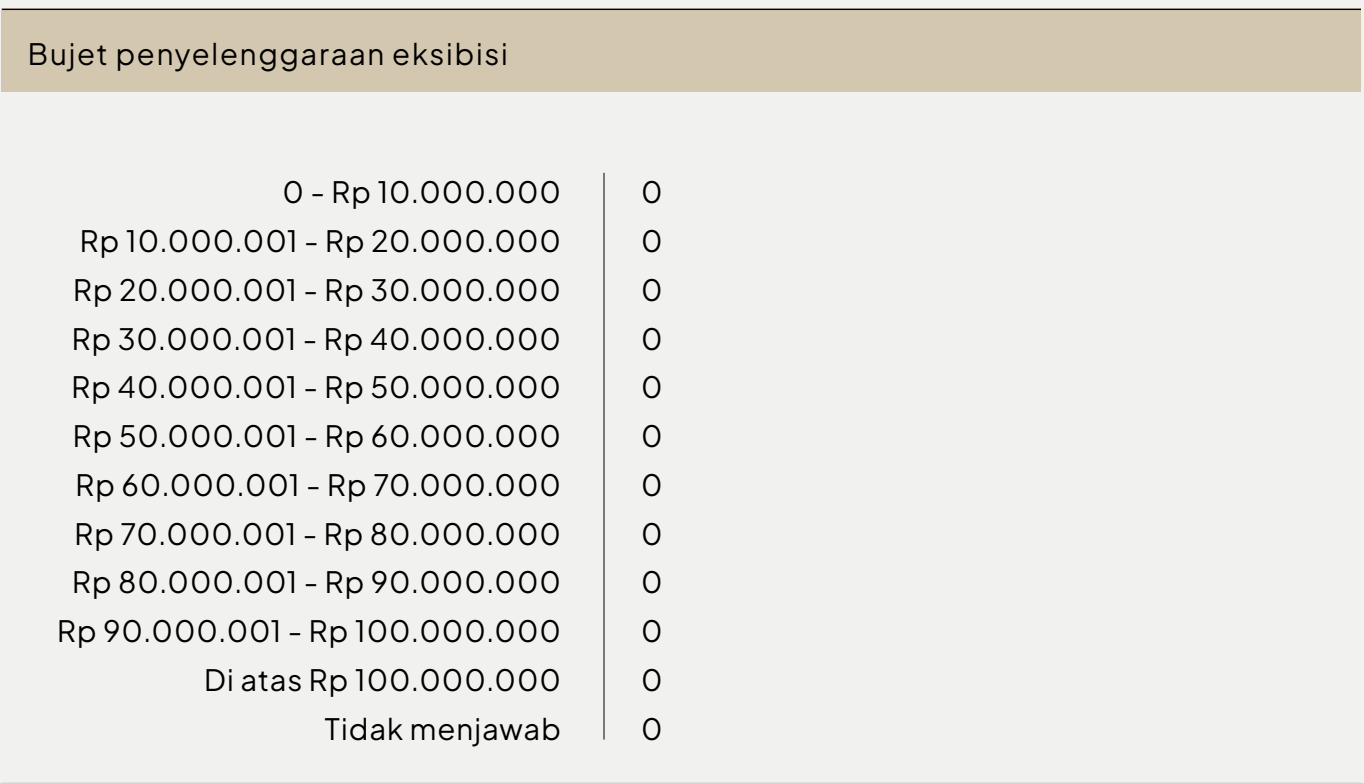 Bujet penyelenggaraan eksibisi
0 - Rp 10.000.000 0
Rp 10.000.001 - Rp 20.000.000 0
Rp 20.000.001 - Rp 30.000.000 0
Rp 30.000.001 - Rp 40.000.000 0
Rp 40.000.001 - Rp 50.000.000 0
Rp 50.000.001 - Rp 60.000.000 0
Rp 60.000.001 - Rp 70.000.000 0
Rp 70.000.001 - Rp 80.000.000 0
Rp 80.000.001 - Rp 90.000.000 0
Rp 90.000.001 - Rp 100.000.000 0
Di atas Rp 100.000.000 0
Tidak menjawab 0